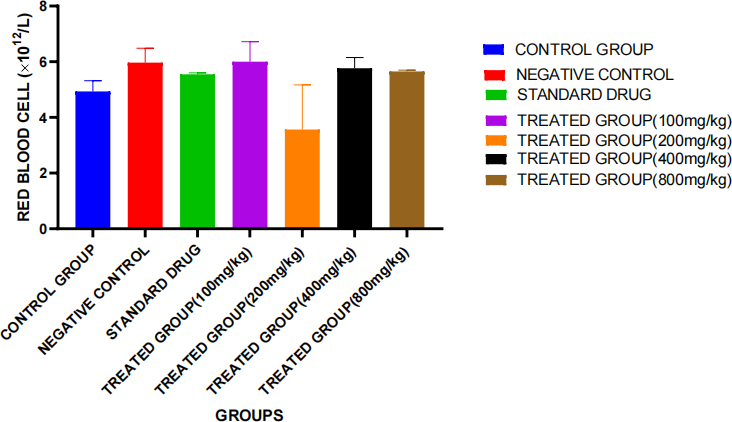 RED BLOOD CELL (×10¹²/L)
8
6
4
2
0
CONTROL GROUP
NEGATIVE CONTROL
STANDARD DRUG
TREATED GROUP(100mg/kg)
TREATED GROUP(200mg/kg)
TREATED GROUP(400mg/kg)
TREATED GROUP(800mg/kg)
GROUPS
CONTROL GROUP
NEGATIVE CONTROL
STANDARD DRUG
TREATED GROUP(100mg/kg)
TREATED GROUP(200mg/kg)
TREATED GROUP(400mg/kg)
TREATED GROUP(800mg/kg)